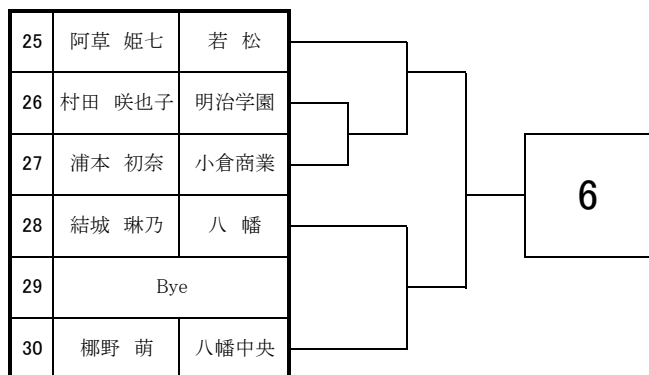 25 阿草 姫七 若 松
26 村田 咲也子 明治学園
27 浦本 初奈 小倉商業
28 結城 琳乃 八 幡
29 Bye
30 梛野 萌 八幡中央
6